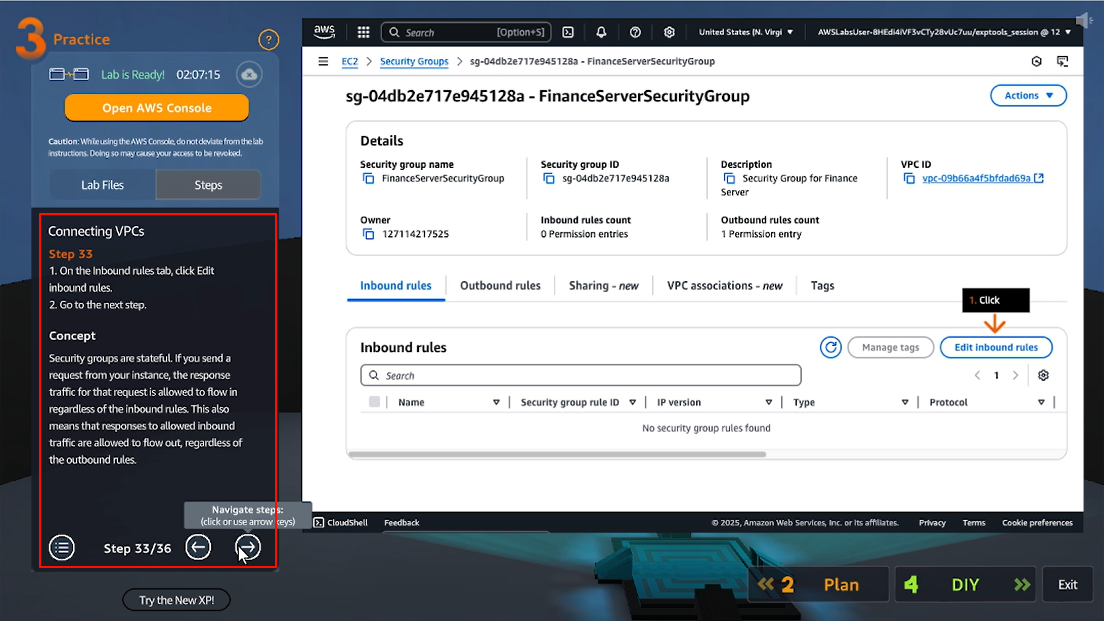 3 Practice
?
Lab is Ready! 02:07:15
Open AWS Console
Caution: While using the AWS Console, do not deviate from the lab
instructions. Doing so may cause your access to be revoked.
Lab Files
Steps
Connecting VPCs
Step 33
1. On the Inbound rules tab, click Edit
inbound rules.
2. Go to the next step.
Concept
Security groups are stateful. If you send a
request from your instance, the response
traffic for that request is allowed to flow in
regardless of the inbound rules. This also
means that responses to allowed inbound
traffic are allowed to flow out, regardless of
the outbound rules.
Navigate steps:
(click or use arrow keys)
Step 33/36
Try the New XP!
aws
Search [Option+S]
United States (N. Virgi
AWSLabsUser-8HEdi4iVF3vCTy28vUc7uu/exptools_session @ 12
EC2 > Security Groups > sg-04db2e717e945128a - FinanceServerSecurityGroup
sg-04db2e717e945128a - FinanceServerSecurityGroup
Actions
Details
Security group name
FinanceServerSecurityGroup
Security group ID
sg-04db2e717e945128a
Description
Security Group for Finance
Server
VPC ID
vpc-09b66a4f5bfdad69a
Owner
127114217525
Inbound rules count
0 Permission entries
Outbound rules count
1 Permission entry
Inbound rules
Outbound rules
Sharing - new
VPC associations - new
Tags
1. Click
Inbound rules
Manage tags
Edit inbound rules
Search
1
Name
Security group rule ID
IP version
Type
Protocol
No security group rules found
CloudShell Feedback
© 2025, Amazon Web Services, Inc. or its affiliates. Privacy Terms Cookie preferences
2 Plan
4 DIY
Exit